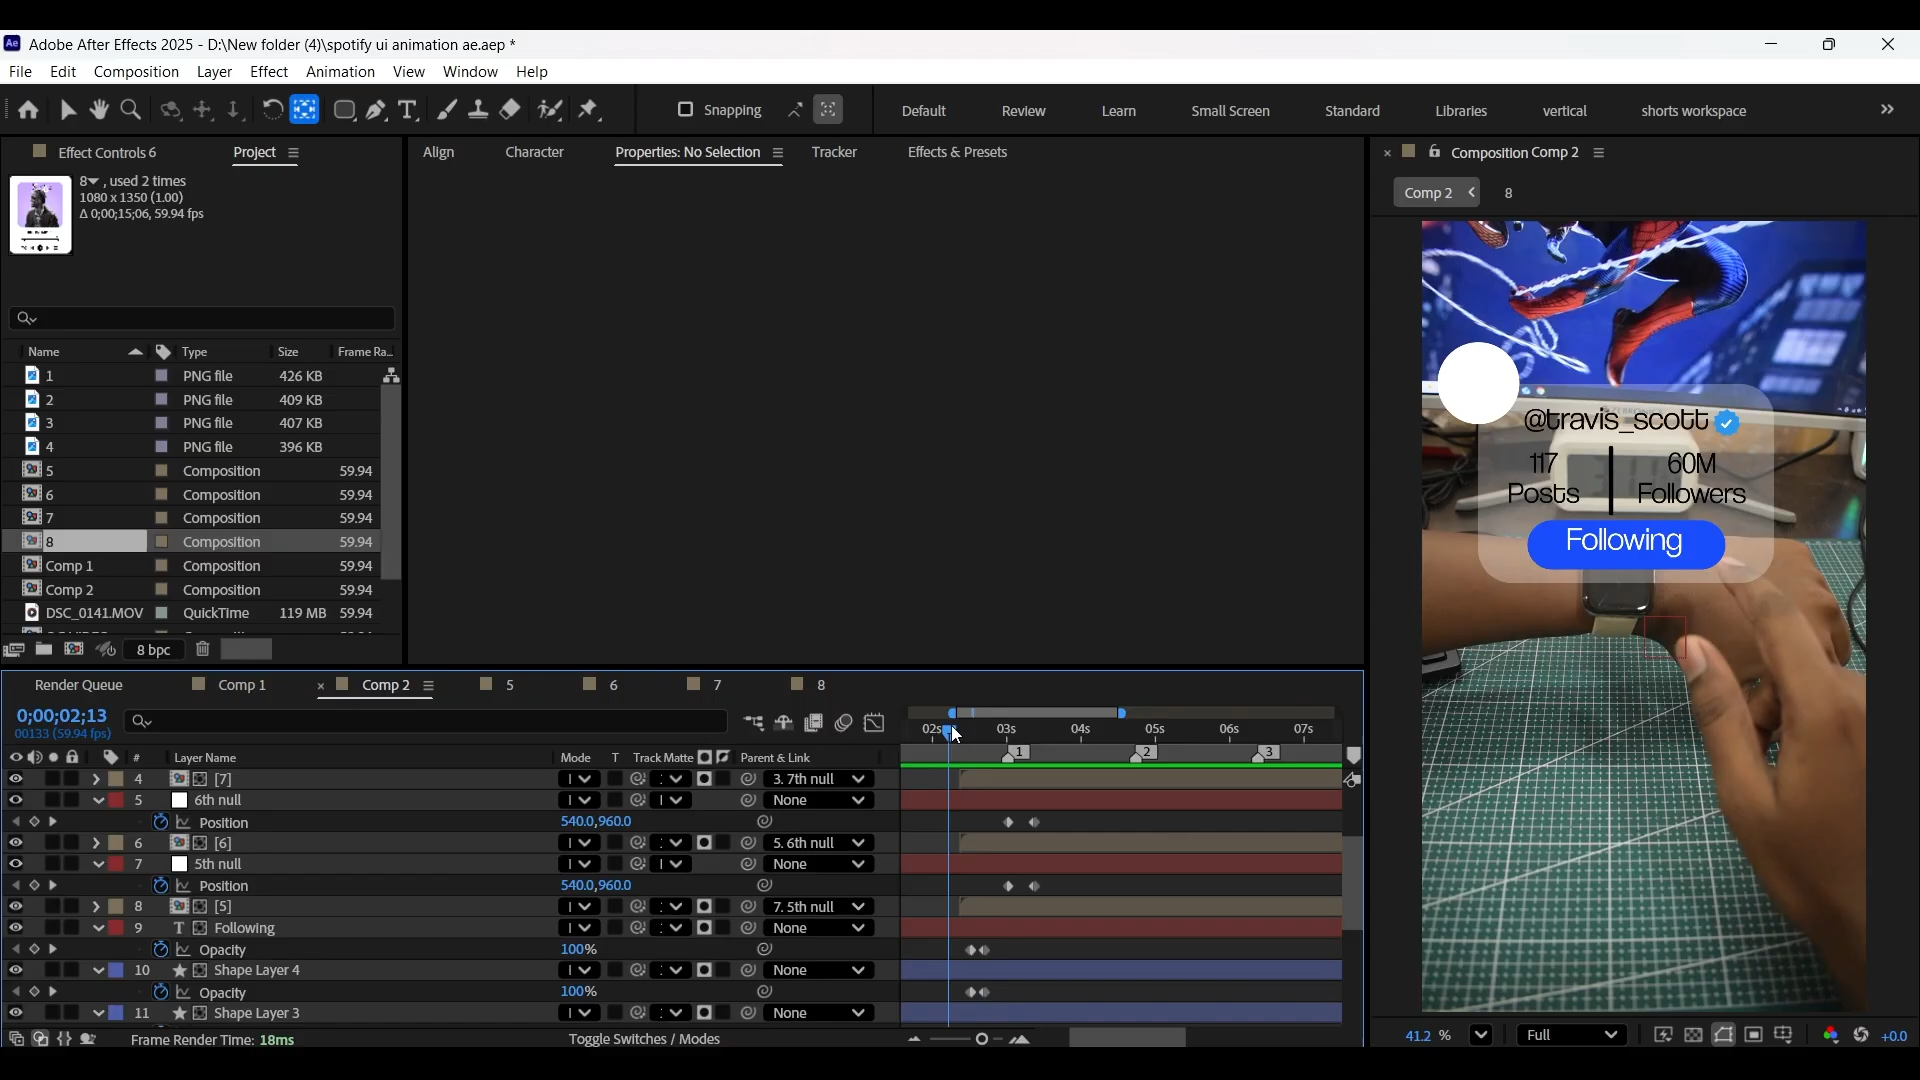 Adobe After Effects 2025 - D:\New folder (4)\spotify ui animation ae.aep *
File Edit Composition Layer Effect Animation View Window Help
Snapping Default Review Learn Small Screen Standard Libraries vertical shorts workspace
Effect Controls 6 Project
Align Character Properties: No Selection Tracker Effects & Presets
Composition Comp 2
8, used 2 times
1080 x 1350 (1.00)
Δ 0;00;15;06, 59.94 fps
Comp 2 8
Name Type Size Frame Ra...
1 PNG file 426 KB
2 PNG file 409 KB
3 PNG file 407 KB
4 PNG file 396 KB
5 Composition 59.94
6 Composition 59.94
7 Composition 59.94
8 Composition 59.94
Comp 1 Composition 59.94
Comp 2 Composition 59.94
DSC_0141.MOV QuickTime 119 MB 59.94
8 bpc
@travis_scott
117 60M
Posts Followers
Following
Render Queue Comp 1 Comp 2 5 6 7 8
0;00;02;13
00133 (59.94 fps)
02s 03s 04s 05s 06s 07s
# Layer Name Mode T Track Matte Parent & Link
1 2 3
4 [7] 3. 7th null
5 6th null None
Position 540.0,960.0
6 [6] 5. 6th null
7 5th null None
Position 540.0,960.0
8 [5] 7. 5th null
9 T Following None
Opacity 100%
10 Shape Layer 4 None
Opacity 100%
11 Shape Layer 3 None
Frame Render Time: 18ms Toggle Switches / Modes
41.2 % Full +0.0